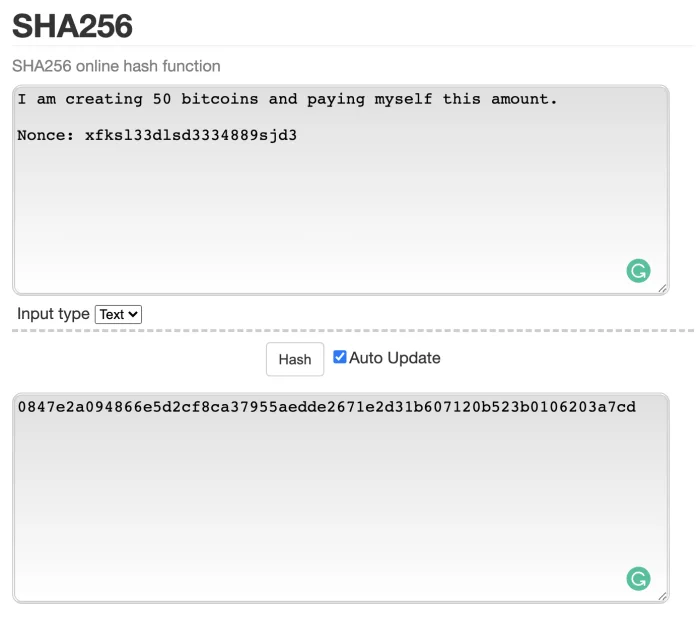 SHA256
SHA256 online hash function
I am creating 50 bitcoins and paying myself this amount.
Nonce: xfksl33dlsd3334889sjd3
Input type Text
Hash Auto Update
0847e2a094866e5d2cf8ca37955aedde2671e2d31b607120b523b0106203a7cd